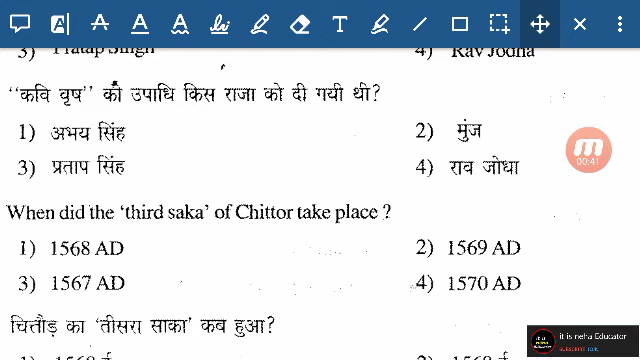 3) Pratap Singh 4) Rav Jodha
‘‘कवि वृष’’ की उपाधि किस राजा को दी गयी थी?
1) अभय सिंह 2) मुंज
3) प्रताप सिंह 4) राव जोधा
00:41
When did the ‘third saka’ of Chittor take place ?
1) 1568 AD 2) 1569 AD
3) 1567 AD 4) 1570 AD
चित्तौड़ का ‘तीसरा साका’ कब हुआ?
it is neha Educator
SUBSCRIBE